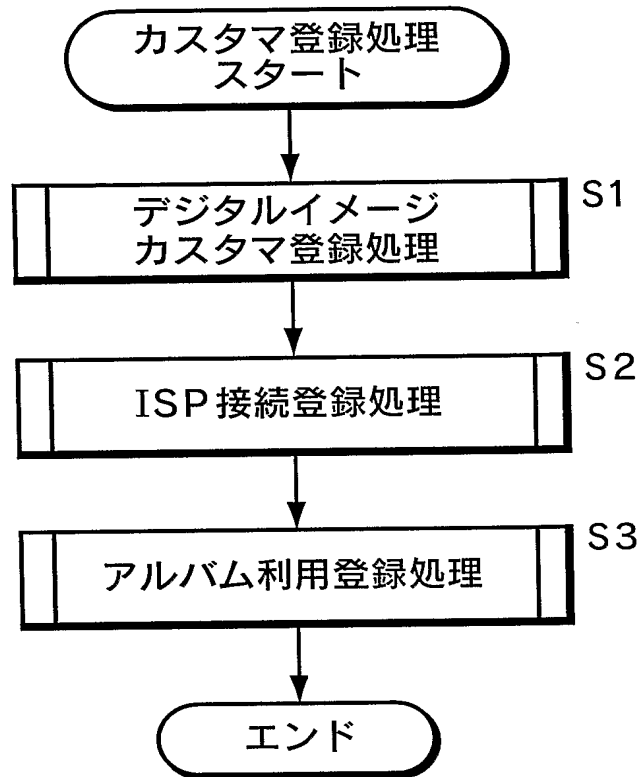 カスタマ登録処理
スタート
デジタルイメージ
カスタマ登録処理
S1
ISP接続登録処理
S2
アルバム利用登録処理
S3
エンド